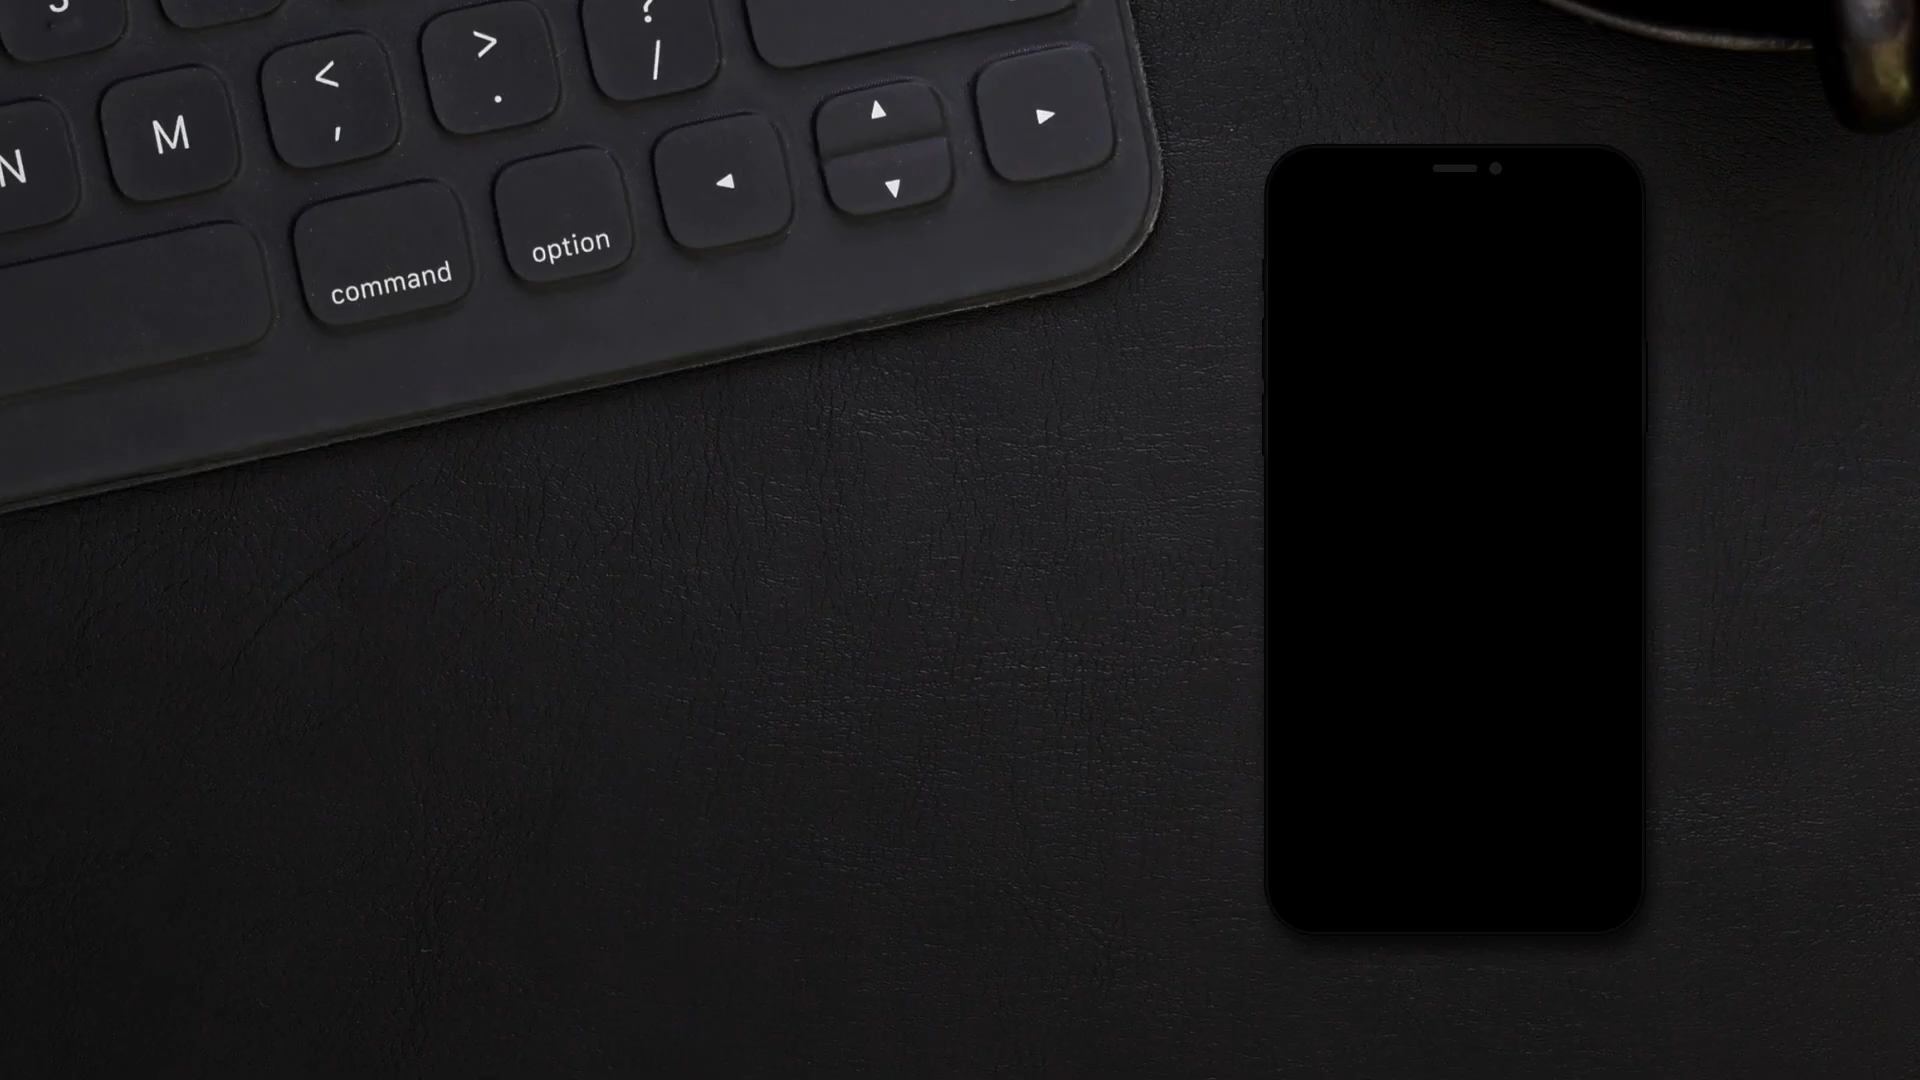 ?
>
<
/
M
.
,
N
option
command